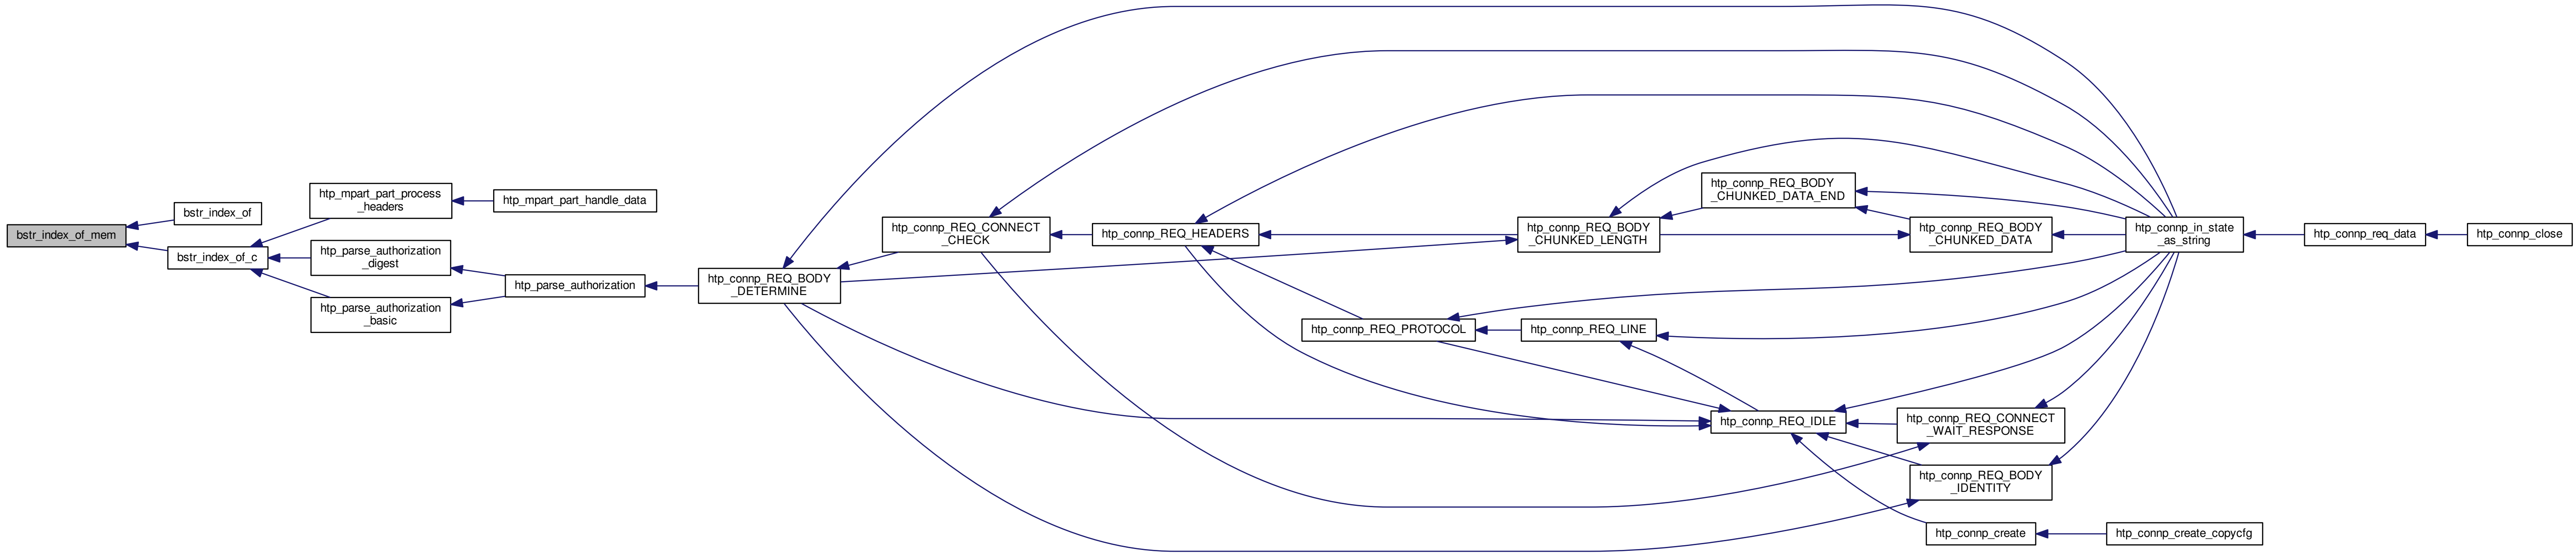 bstr_index_of_mem
bstr_index_of
bstr_index_of_c
htp_mpart_part_process
_headers
htp_parse_authorization
_digest
htp_parse_authorization
_basic
htp_mpart_part_handle_data
htp_parse_authorization
htp_connp_REQ_BODY
_DETERMINE
htp_connp_REQ_CONNECT
_CHECK
htp_connp_REQ_HEADERS
htp_connp_REQ_PROTOCOL
htp_connp_REQ_BODY
_CHUNKED_LENGTH
htp_connp_REQ_LINE
htp_connp_REQ_BODY
_CHUNKED_DATA_END
htp_connp_REQ_IDLE
htp_connp_REQ_BODY
_CHUNKED_DATA
htp_connp_REQ_CONNECT
_WAIT_RESPONSE
htp_connp_REQ_BODY
_IDENTITY
htp_connp_create
htp_connp_in_state
_as_string
htp_connp_create_copycfg
htp_connp_req_data
htp_connp_close